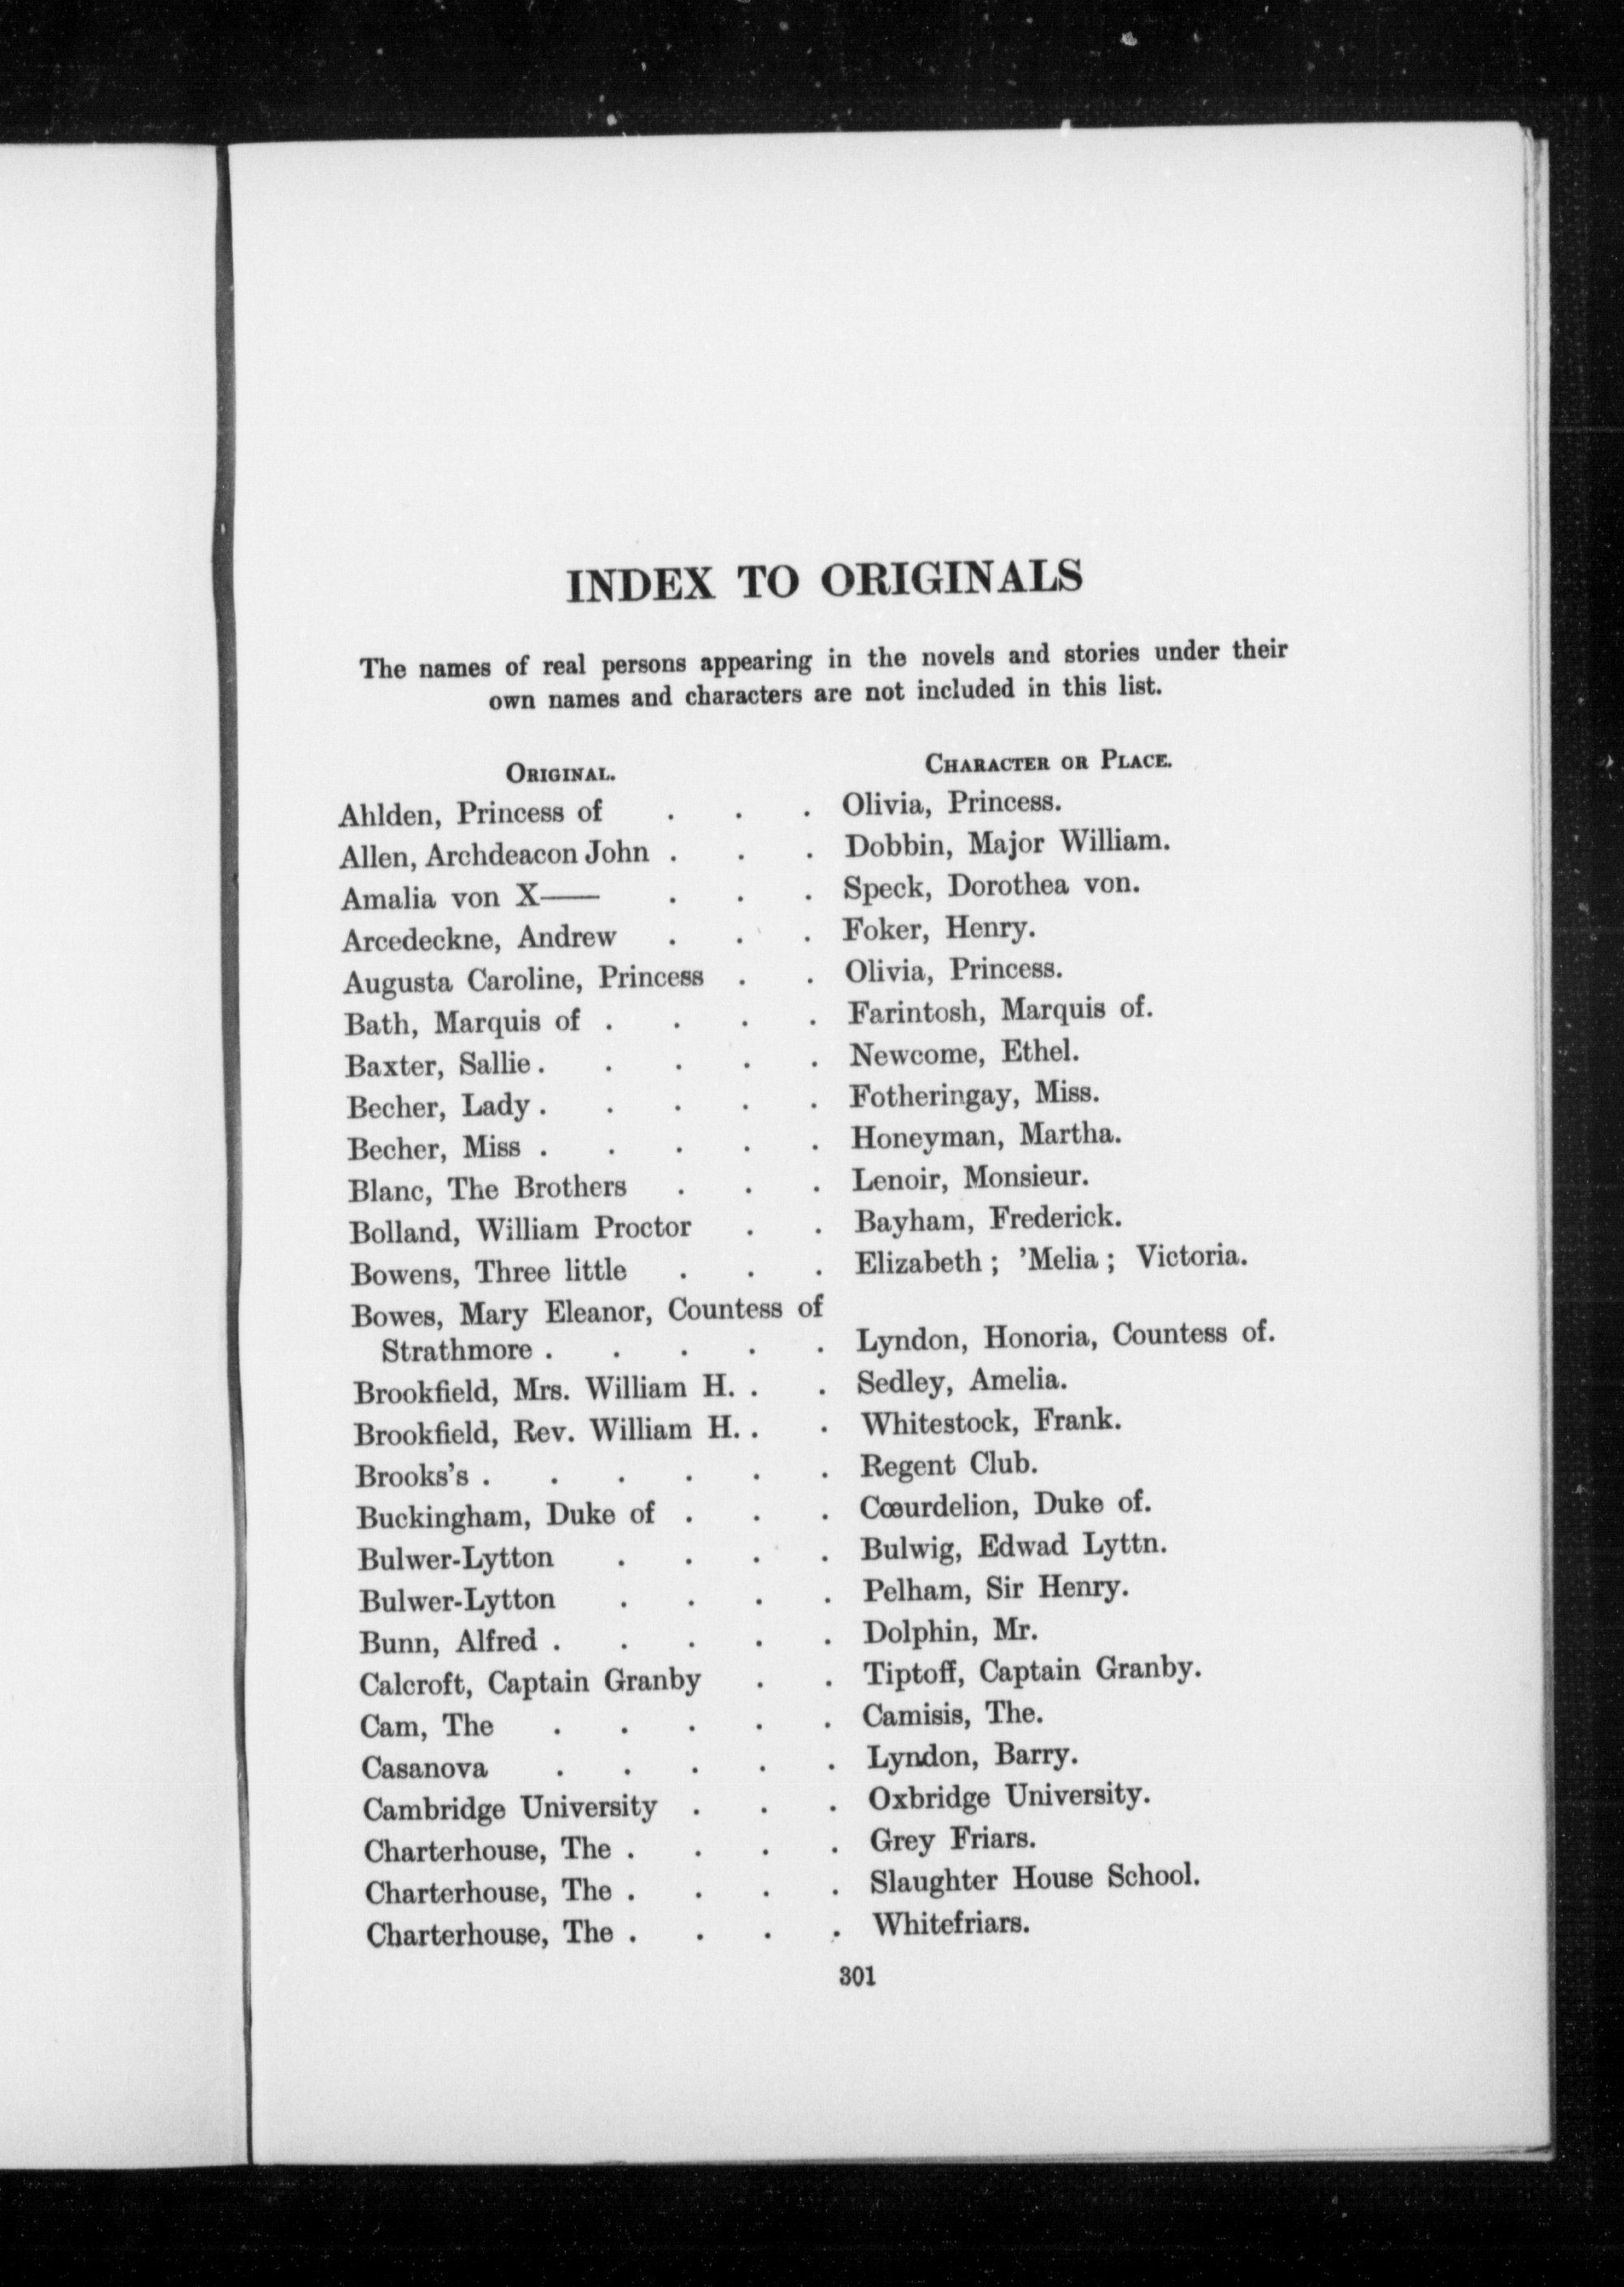 INDEX TO ORIGINALS
The names of real persons appearing in the novels and stories under their
own names and characters are not included in this list.
ORIGINAL. CHARACTER OR PLACE.
Ahlden, Princess of . . . Olivia, Princess.
Allen, Archdeacon John . . . Dobbin, Major William.
Amalia von X—— . . . Speck, Dorothea von.
Arcedeckne, Andrew . . . Foker, Henry.
Augusta Caroline, Princess . . Olivia, Princess.
Bath, Marquis of . . . . Farintosh, Marquis of.
Baxter, Sallie . . . . . Newcome, Ethel.
Becher, Lady . . . . . Fotheringay, Miss.
Becher, Miss . . . . . Honeyman, Martha.
Blanc, The Brothers . . . Lenoir, Monsieur.
Bolland, William Proctor . . Bayham, Frederick.
Bowens, Three little . . . Elizabeth ; 'Melia ; Victoria.
Bowes, Mary Eleanor, Countess of
Strathmore . . . . . Lyndon, Honoria, Countess of.
Brookfield, Mrs. William H. . . Sedley, Amelia.
Brookfield, Rev. William H. . . Whitestock, Frank.
Brooks's . . . . . . Regent Club.
Buckingham, Duke of . . . Cœurdelion, Duke of.
Bulwer-Lytton . . . . Bulwig, Edwad Lyttn.
Bulwer-Lytton . . . . Pelham, Sir Henry.
Bunn, Alfred . . . . . Dolphin, Mr.
Calcroft, Captain Granby . . Tiptoff, Captain Granby.
Cam, The . . . . . Camisis, The.
Casanova . . . . . Lyndon, Barry.
Cambridge University . . . Oxbridge University.
Charterhouse, The . . . . Grey Friars.
Charterhouse, The . . . . Slaughter House School.
Charterhouse, The . . . . Whitefriars.
301